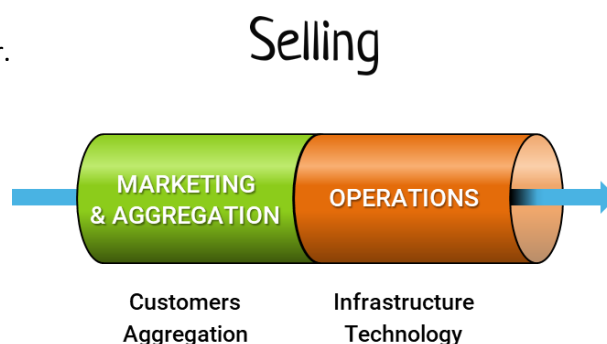 Selling
MARKETING
& AGGREGATION
OPERATIONS
Customers
Aggregation
Infrastructure
Technology